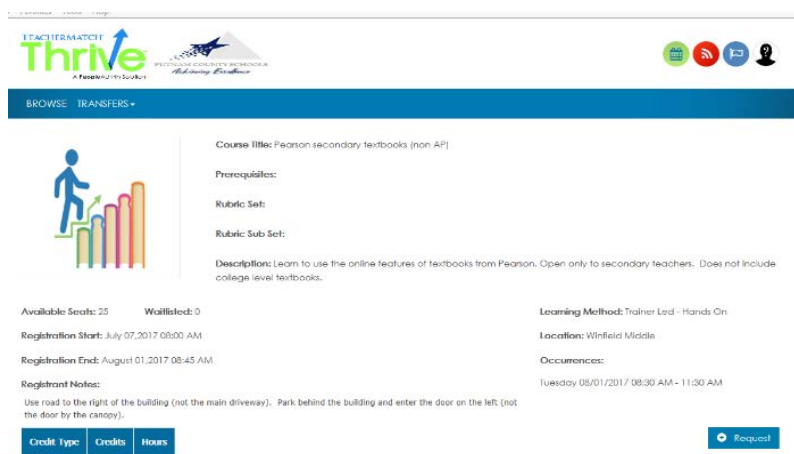 TEACHERMATCH
Thrive
A PeopleAdmin Solution
PUTNAM COUNTY SCHOOLS
Achieving Excellence
BROWSE TRANSFERS
Course Title: Pearson secondary textbooks (non AP)
Prerequisites:
Rubric Set:
Rubric Sub Set:
Description: Learn to use the online features of textbooks from Pearson. Open only to secondary teachers. Does not include
college level textbooks.
Available Seats: 25 Waitlisted: 0
Learning Method: Trainer Led - Hands On
Registration Start: July 07,2017 08:00 AM
Location: Winfield Middle
Registration End: August 01,2017 08:45 AM
Occurrences:
Registrant Notes:
Tuesday 08/01/2017 08:30 AM - 11:30 AM
Use road to the right of the building (not the main driveway). Park behind the building and enter the door on the left (not
the door by the canopy).
Credit Type Credits Hours
Request